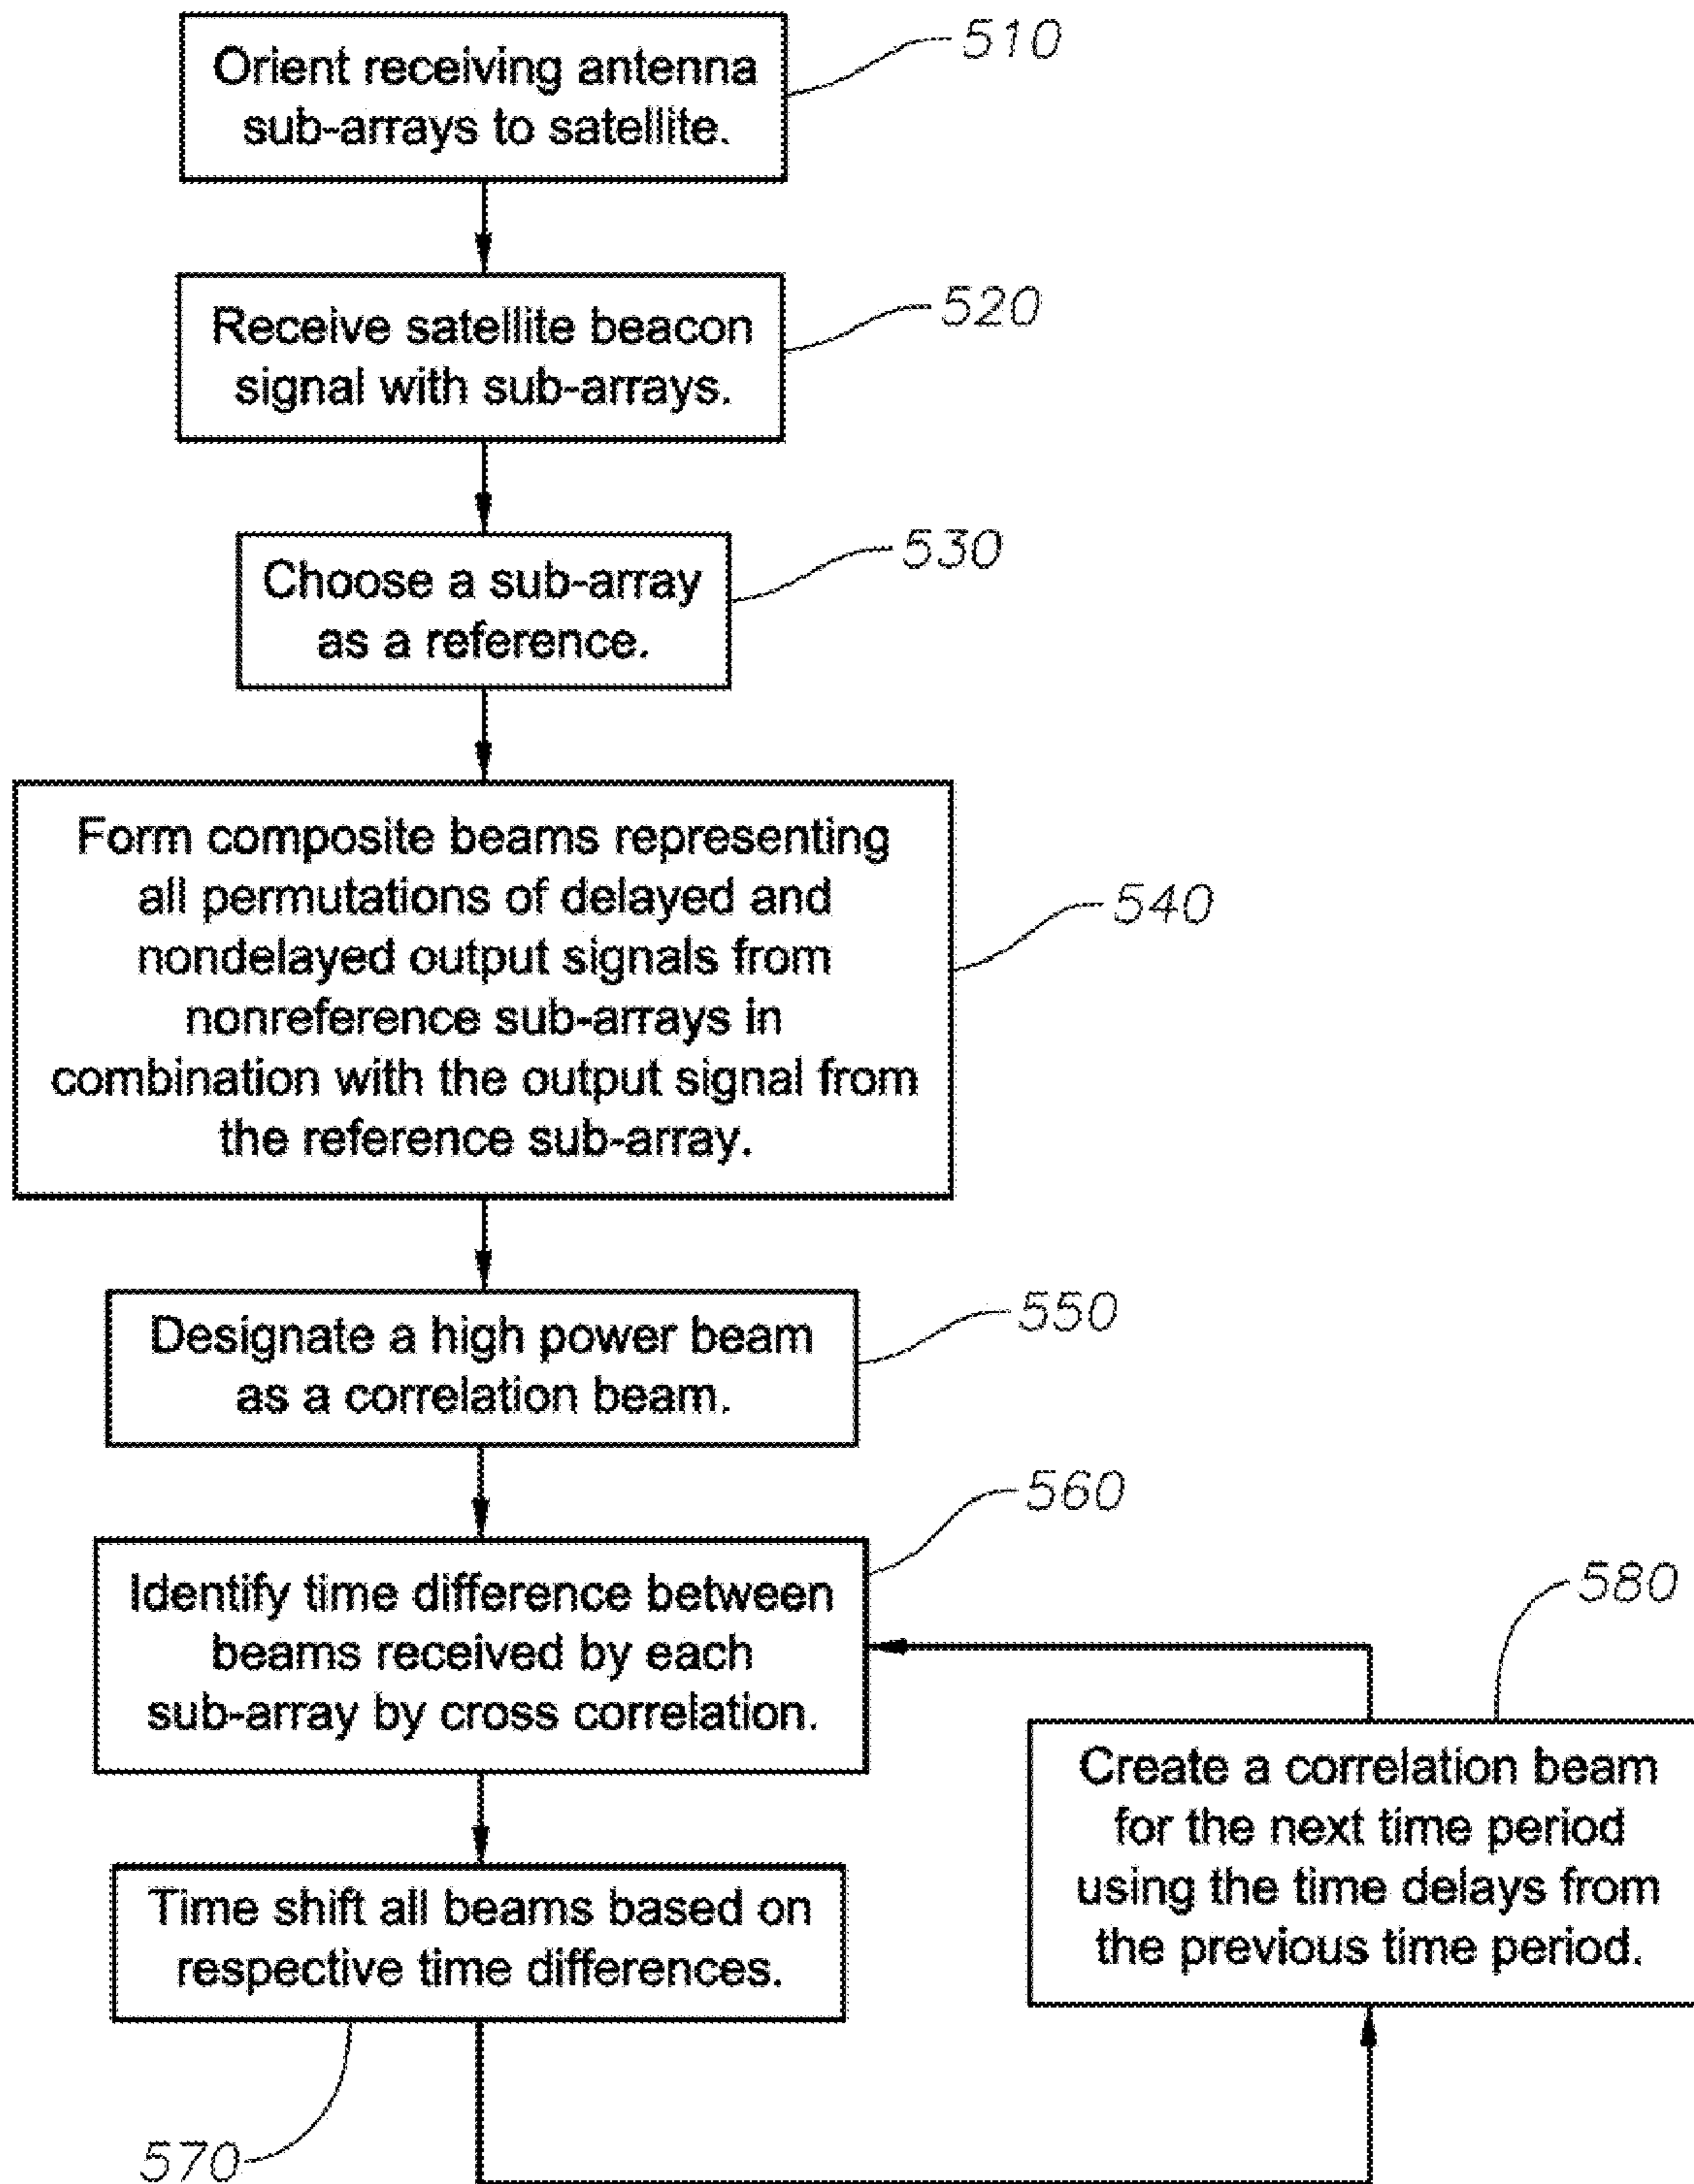 510
Orient receiving antenna
sub-arrays to satellite.
520
Receive satellite beacon
signal with sub-arrays.
530
Choose a sub-array
as a reference.
540
Form composite beams representing
all permutations of delayed and
nondelayed output signals from
nonreference sub-arrays in
combination with the output signal from
the reference sub-array.
550
Designate a high power beam
as a correlation beam.
560
Identify time difference between
beams received by each
sub-array by cross correlation.
570
Time shift all beams based on
respective time differences.
580
Create a correlation beam
for the next time period
using the time delays from
the previous time period.